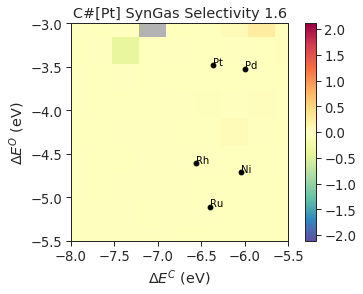 C#[Pt] SynGas Selectivity 1.6
−3.0
−3.5
−4.0
−4.5
−5.0
−5.5
ΔE^O (eV)
Pt
Pd
Rh
Ni
Ru
−8.0 −7.5 −7.0 −6.5 −6.0 −5.5
ΔE^C (eV)
2.0
1.5
1.0
0.5
0.0
−0.5
−1.0
−1.5
−2.0